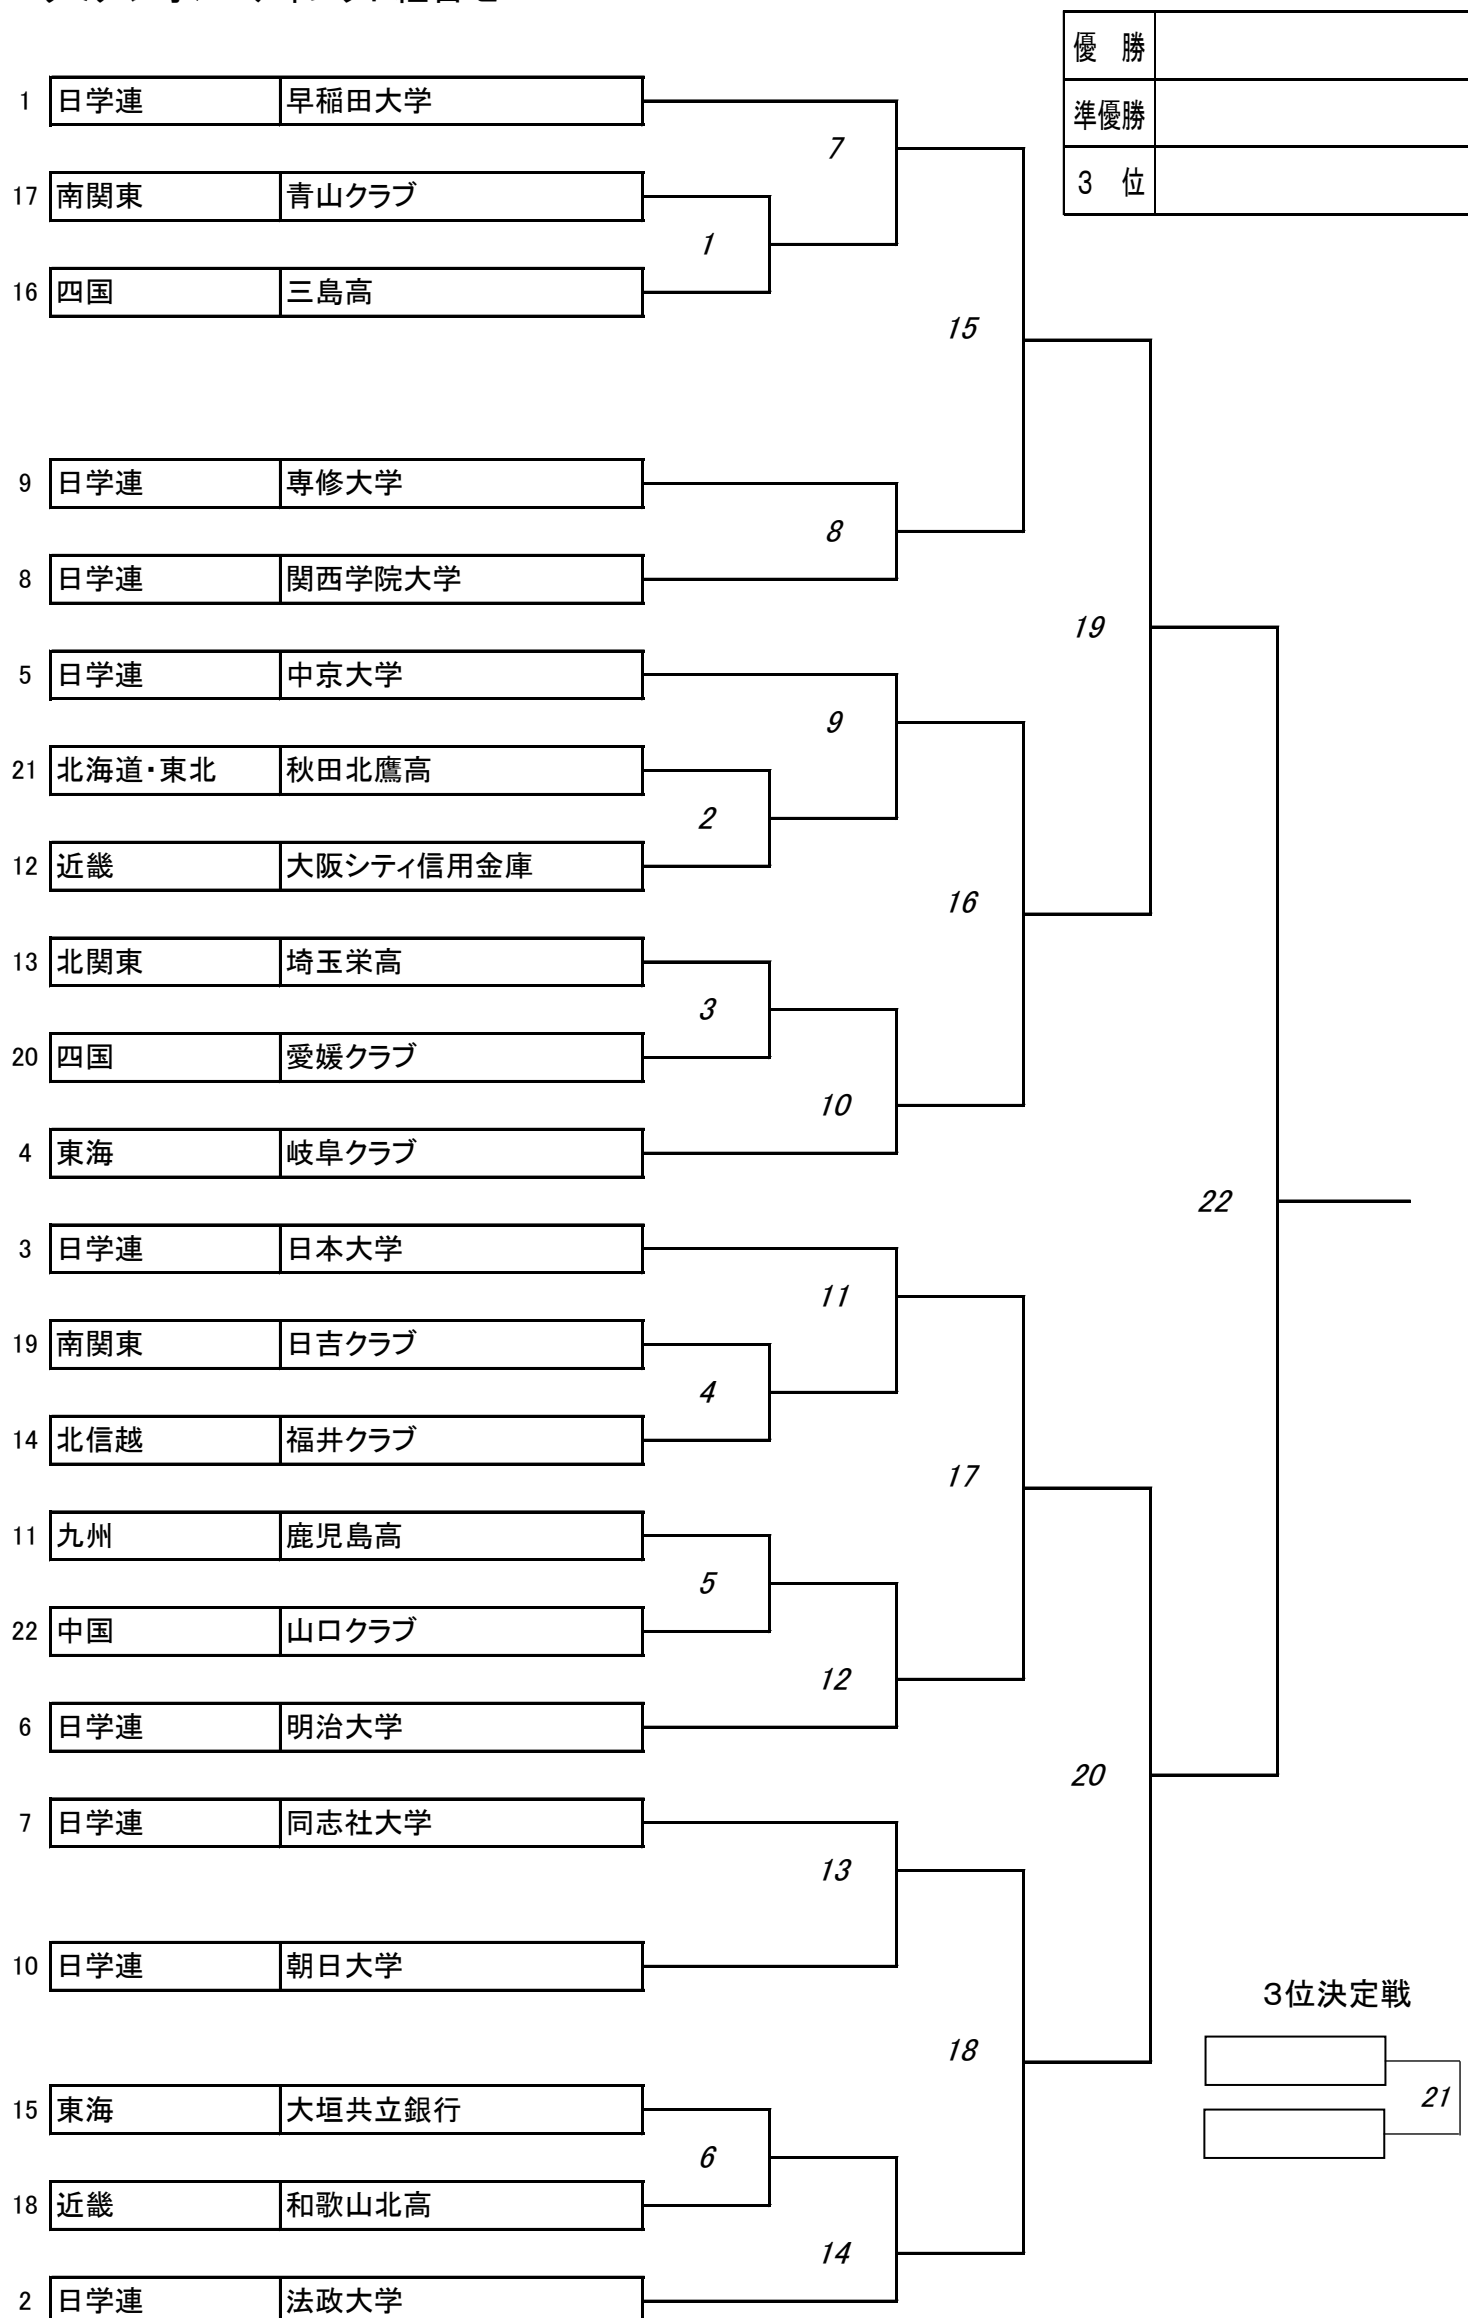 優 勝
準優勝
3 位
1 日学連 早稲田大学
7
17 南関東 青山クラブ
1
16 四国 三島高
15
9 日学連 専修大学
8
8 日学連 関西学院大学
19
5 日学連 中京大学
9
21 北海道・東北 秋田北鷹高
2
12 近畿 大阪シティ信用金庫
16
13 北関東 埼玉栄高
3
20 四国 愛媛クラブ
10
4 東海 岐阜クラブ
22
3 日学連 日本大学
11
19 南関東 日吉クラブ
4
14 北信越 福井クラブ
17
11 九州 鹿児島高
5
22 中国 山口クラブ
12
6 日学連 明治大学
20
7 日学連 同志社大学
13
10 日学連 朝日大学
3位決定戦
18
21
15 東海 大垣共立銀行
6
18 近畿 和歌山北高
14
2 日学連 法政大学